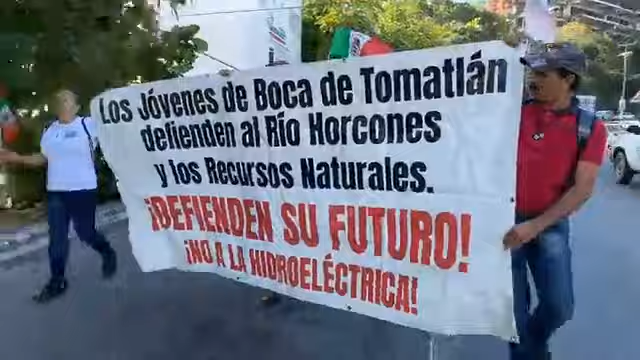 Los Jóvenes de Boca de Tomatlán
defienden al Río Horcones
y los Recursos Naturales.
¡DEFIENDEN SU FUTURO!
¡NO A LA HIDROELÉCTRICA!